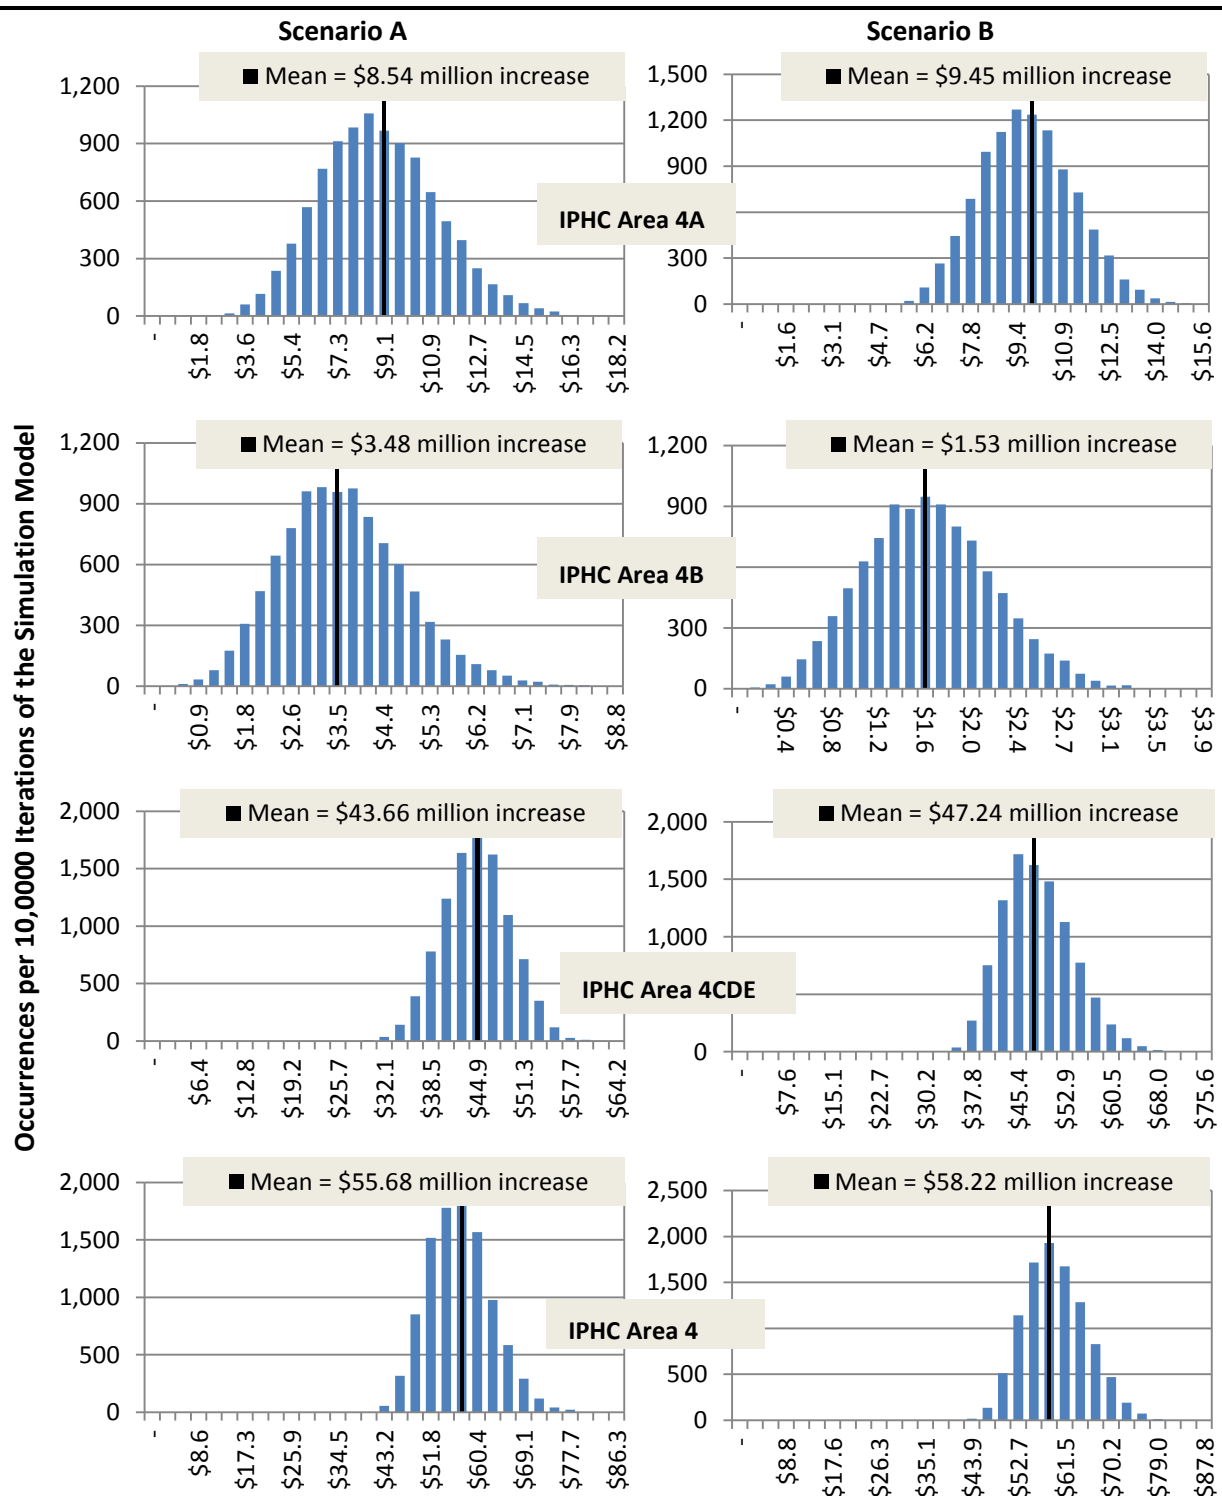 Scenario A
Scenario B
Mean = $8.54 million increase
Mean = $9.45 million increase
1,200
900
600
300
0
1,500
1,200
900
300
0
IPHC Area 4A
- $1.8 $3.6 $5.4 $7.3 $9.1 $10.9 $12.7 $14.5 $16.3 $18.2
- $1.6 $3.1 $4.7 $6.2 $7.8 $9.4 $10.9 $12.5 $14.0 $15.6
Occurrences per 10,0000 Iterations of the Simulation Model
Mean = $3.48 million increase
Mean = $1.53 million increase
1,200
900
600
300
0
1,200
900
300
0
IPHC Area 4B
- $0.9 $1.8 $2.6 $3.5 $4.4 $5.3 $6.2 $7.1 $7.9 $8.8
- $0.4 $0.8 $1.2 $1.6 $2.0 $2.4 $2.7 $3.1 $3.5 $3.9
Mean = $43.66 million increase
Mean = $47.24 million increase
2,000
1,500
1,000
500
0
2,000
1,500
1,000
0
IPHC Area 4CDE
- $6.4 $12.8 $19.2 $25.7 $32.1 $38.5 $44.9 $51.3 $57.7 $64.2
- $7.6 $15.1 $22.7 $30.2 $37.8 $45.4 $52.9 $60.5 $68.0 $75.6
Mean = $55.68 million increase
Mean = $58.22 million increase
2,000
1,500
1,000
500
0
2,500
2,000
1,500
500
0
IPHC Area 4
- $8.6 $17.3 $25.9 $34.5 $43.2 $51.8 $60.4 $69.1 $77.7 $86.3
- $8.8 $17.6 $26.3 $35.1 $43.9 $52.7 $61.5 $70.2 $79.0 $87.8